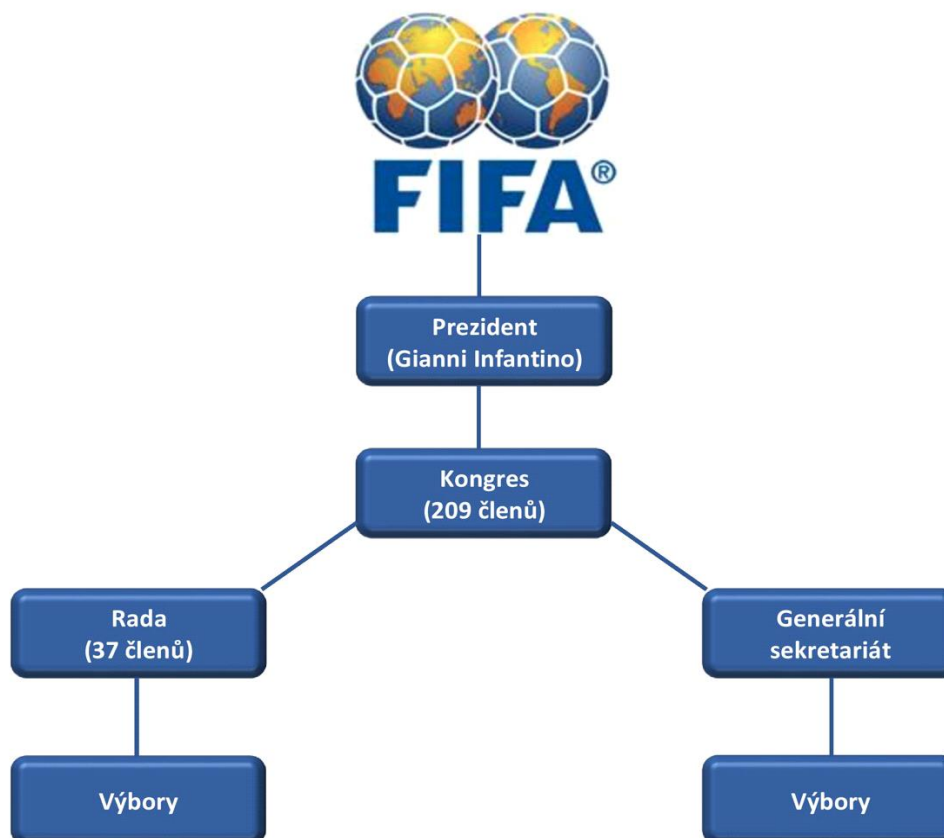 FIFA®
Prezident
(Gianni Infantino)
Kongres
(209 členů)
Rada
(37 členů)
Generální
sekretariát
Výbory
Výbory